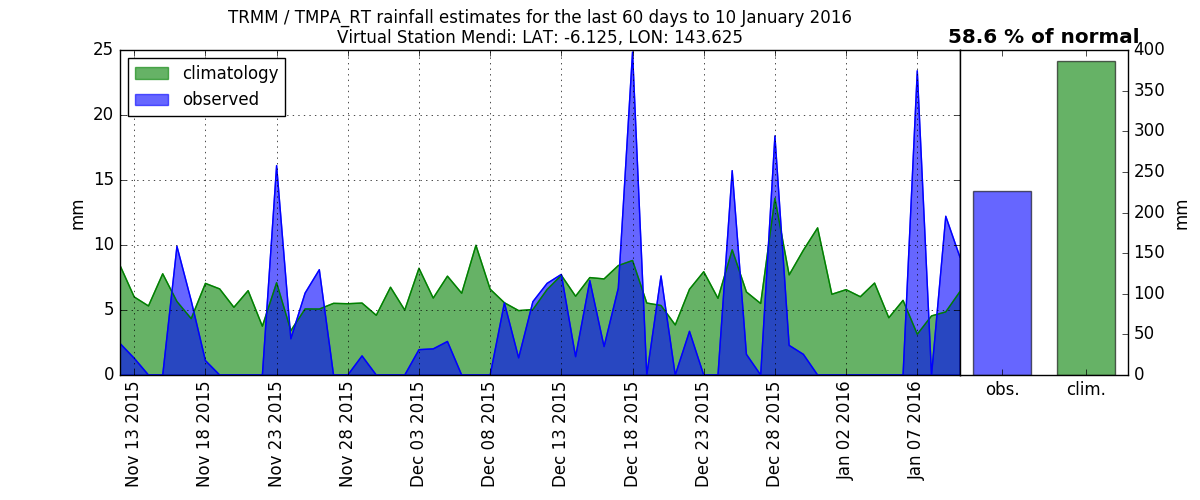 TRMM / TMPA_RT rainfall estimates for the last 60 days to 10 January 2016
Virtual Station Mendi: LAT: -6.125, LON: 143.625
58.6 % of normal
climatology
observed
mm
25
20
15
10
5
0
Nov 13 2015
Nov 18 2015
Nov 23 2015
Nov 28 2015
Dec 03 2015
Dec 08 2015
Dec 13 2015
Dec 18 2015
Dec 23 2015
Dec 28 2015
Jan 02 2016
Jan 07 2016
obs.
clim.
400
350
300
250
200
150
100
50
0
mm